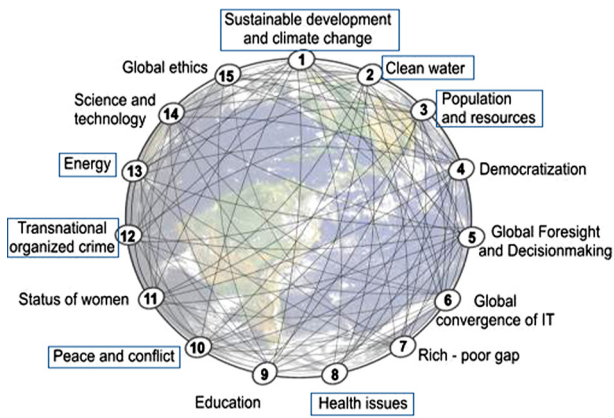 Sustainable development
and climate change
1
2
Clean water
3
Population
and resources
4
Democratization
5
Global Foresight
and Decisionmaking
6
Global
convergence of IT
7
Rich - poor gap
8
Health issues
9
Education
10
Peace and conflict
11
Status of women
12
Transnational
organized crime
13
Energy
14
Science and
technology
15
Global ethics